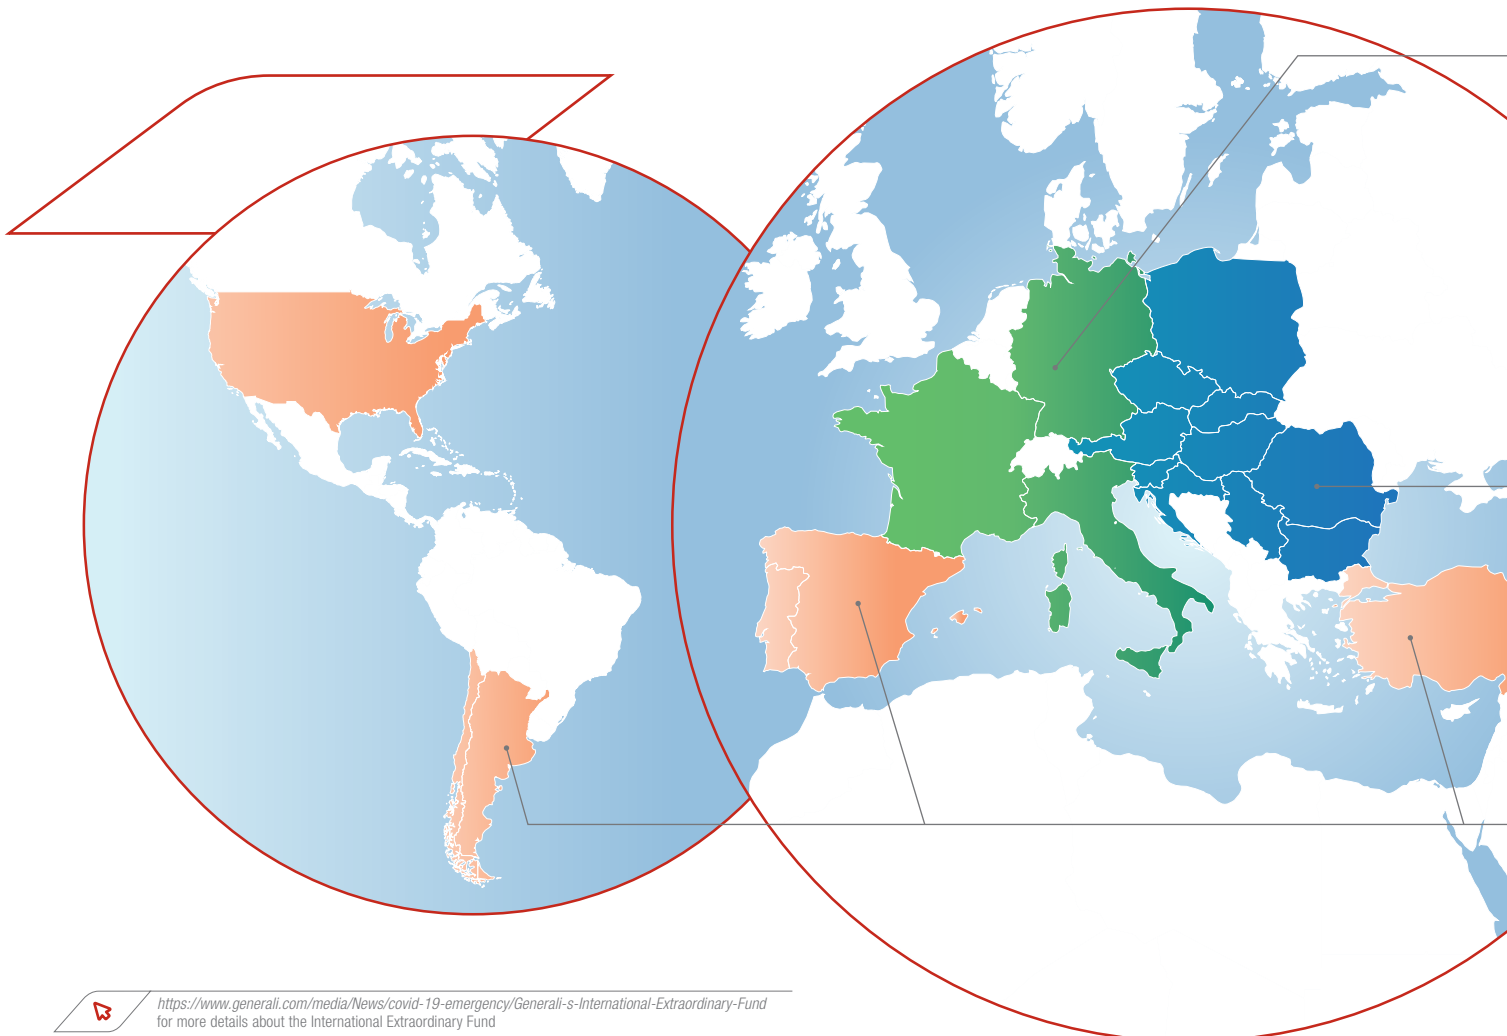 https://www.generali.com/media/News/covid-19-emergency/Generali-s-International-Extraordinary-Fund
for more details about the International Extraordinary Fund